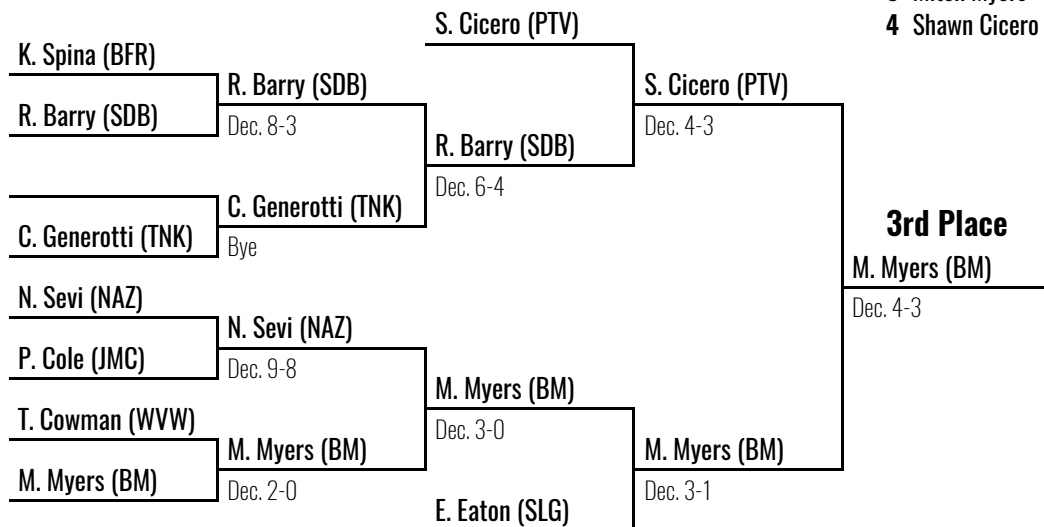 4 Shawn Cicero
S. Cicero (PTV)
K. Spina (BFR)
R. Barry (SDB)
S. Cicero (PTV)
R. Barry (SDB)
Dec. 8-3
Dec. 4-3
R. Barry (SDB)
Dec. 6-4
C. Generotti (TNK)
3rd Place
C. Generotti (TNK)
Bye
M. Myers (BM)
N. Sevi (NAZ)
Dec. 4-3
N. Sevi (NAZ)
P. Cole (JMC)
Dec. 9-8
M. Myers (BM)
T. Cowman (WVW)
Dec. 3-0
M. Myers (BM)
M. Myers (BM)
M. Myers (BM)
Dec. 2-0
Dec. 3-1
E. Eaton (SLG)